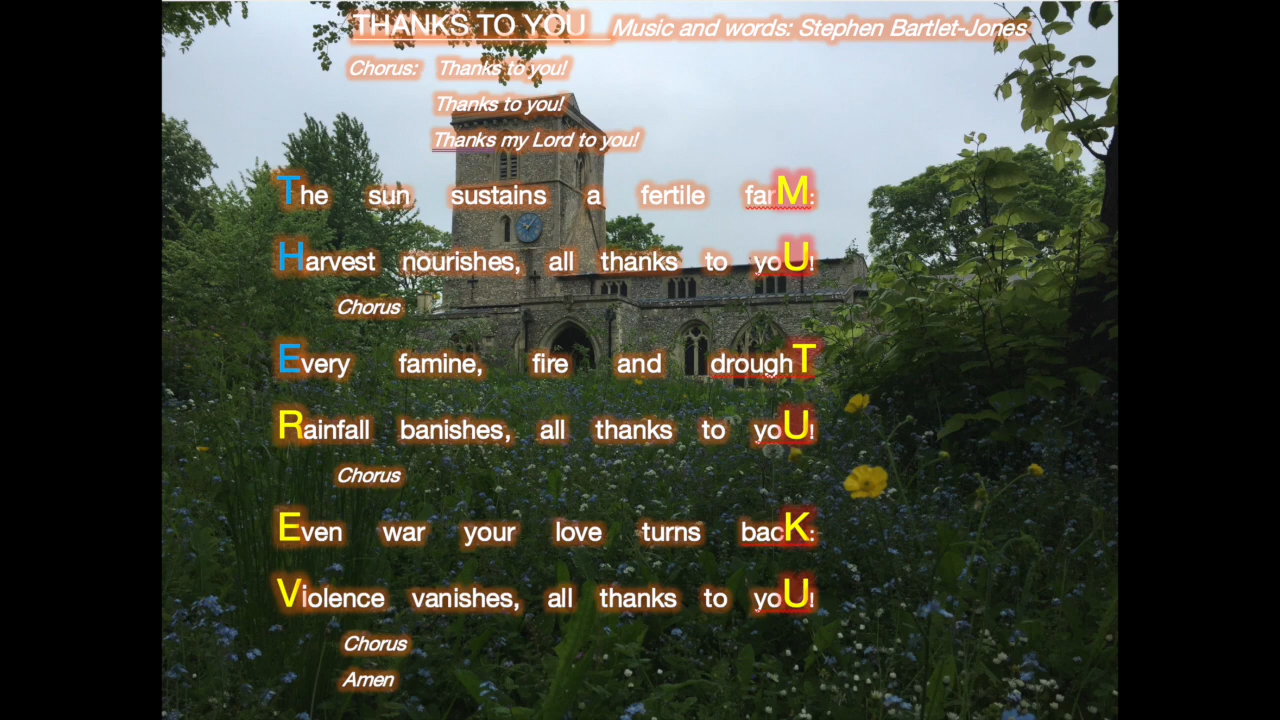 THANKS TO YOU Music and words: Stephen Bartlet-Jones
Chorus: Thanks to you!
Thanks to you!
Thanks my Lord to you!
The sun sustains a fertile farM:
Harvest nourishes, all thanks to yoU!
Chorus
Every famine, fire and droughT
Rainfall banishes, all thanks to yoU!
Chorus
Even war your love turns bacK:
Violence vanishes, all thanks to yoU!
Chorus
Amen